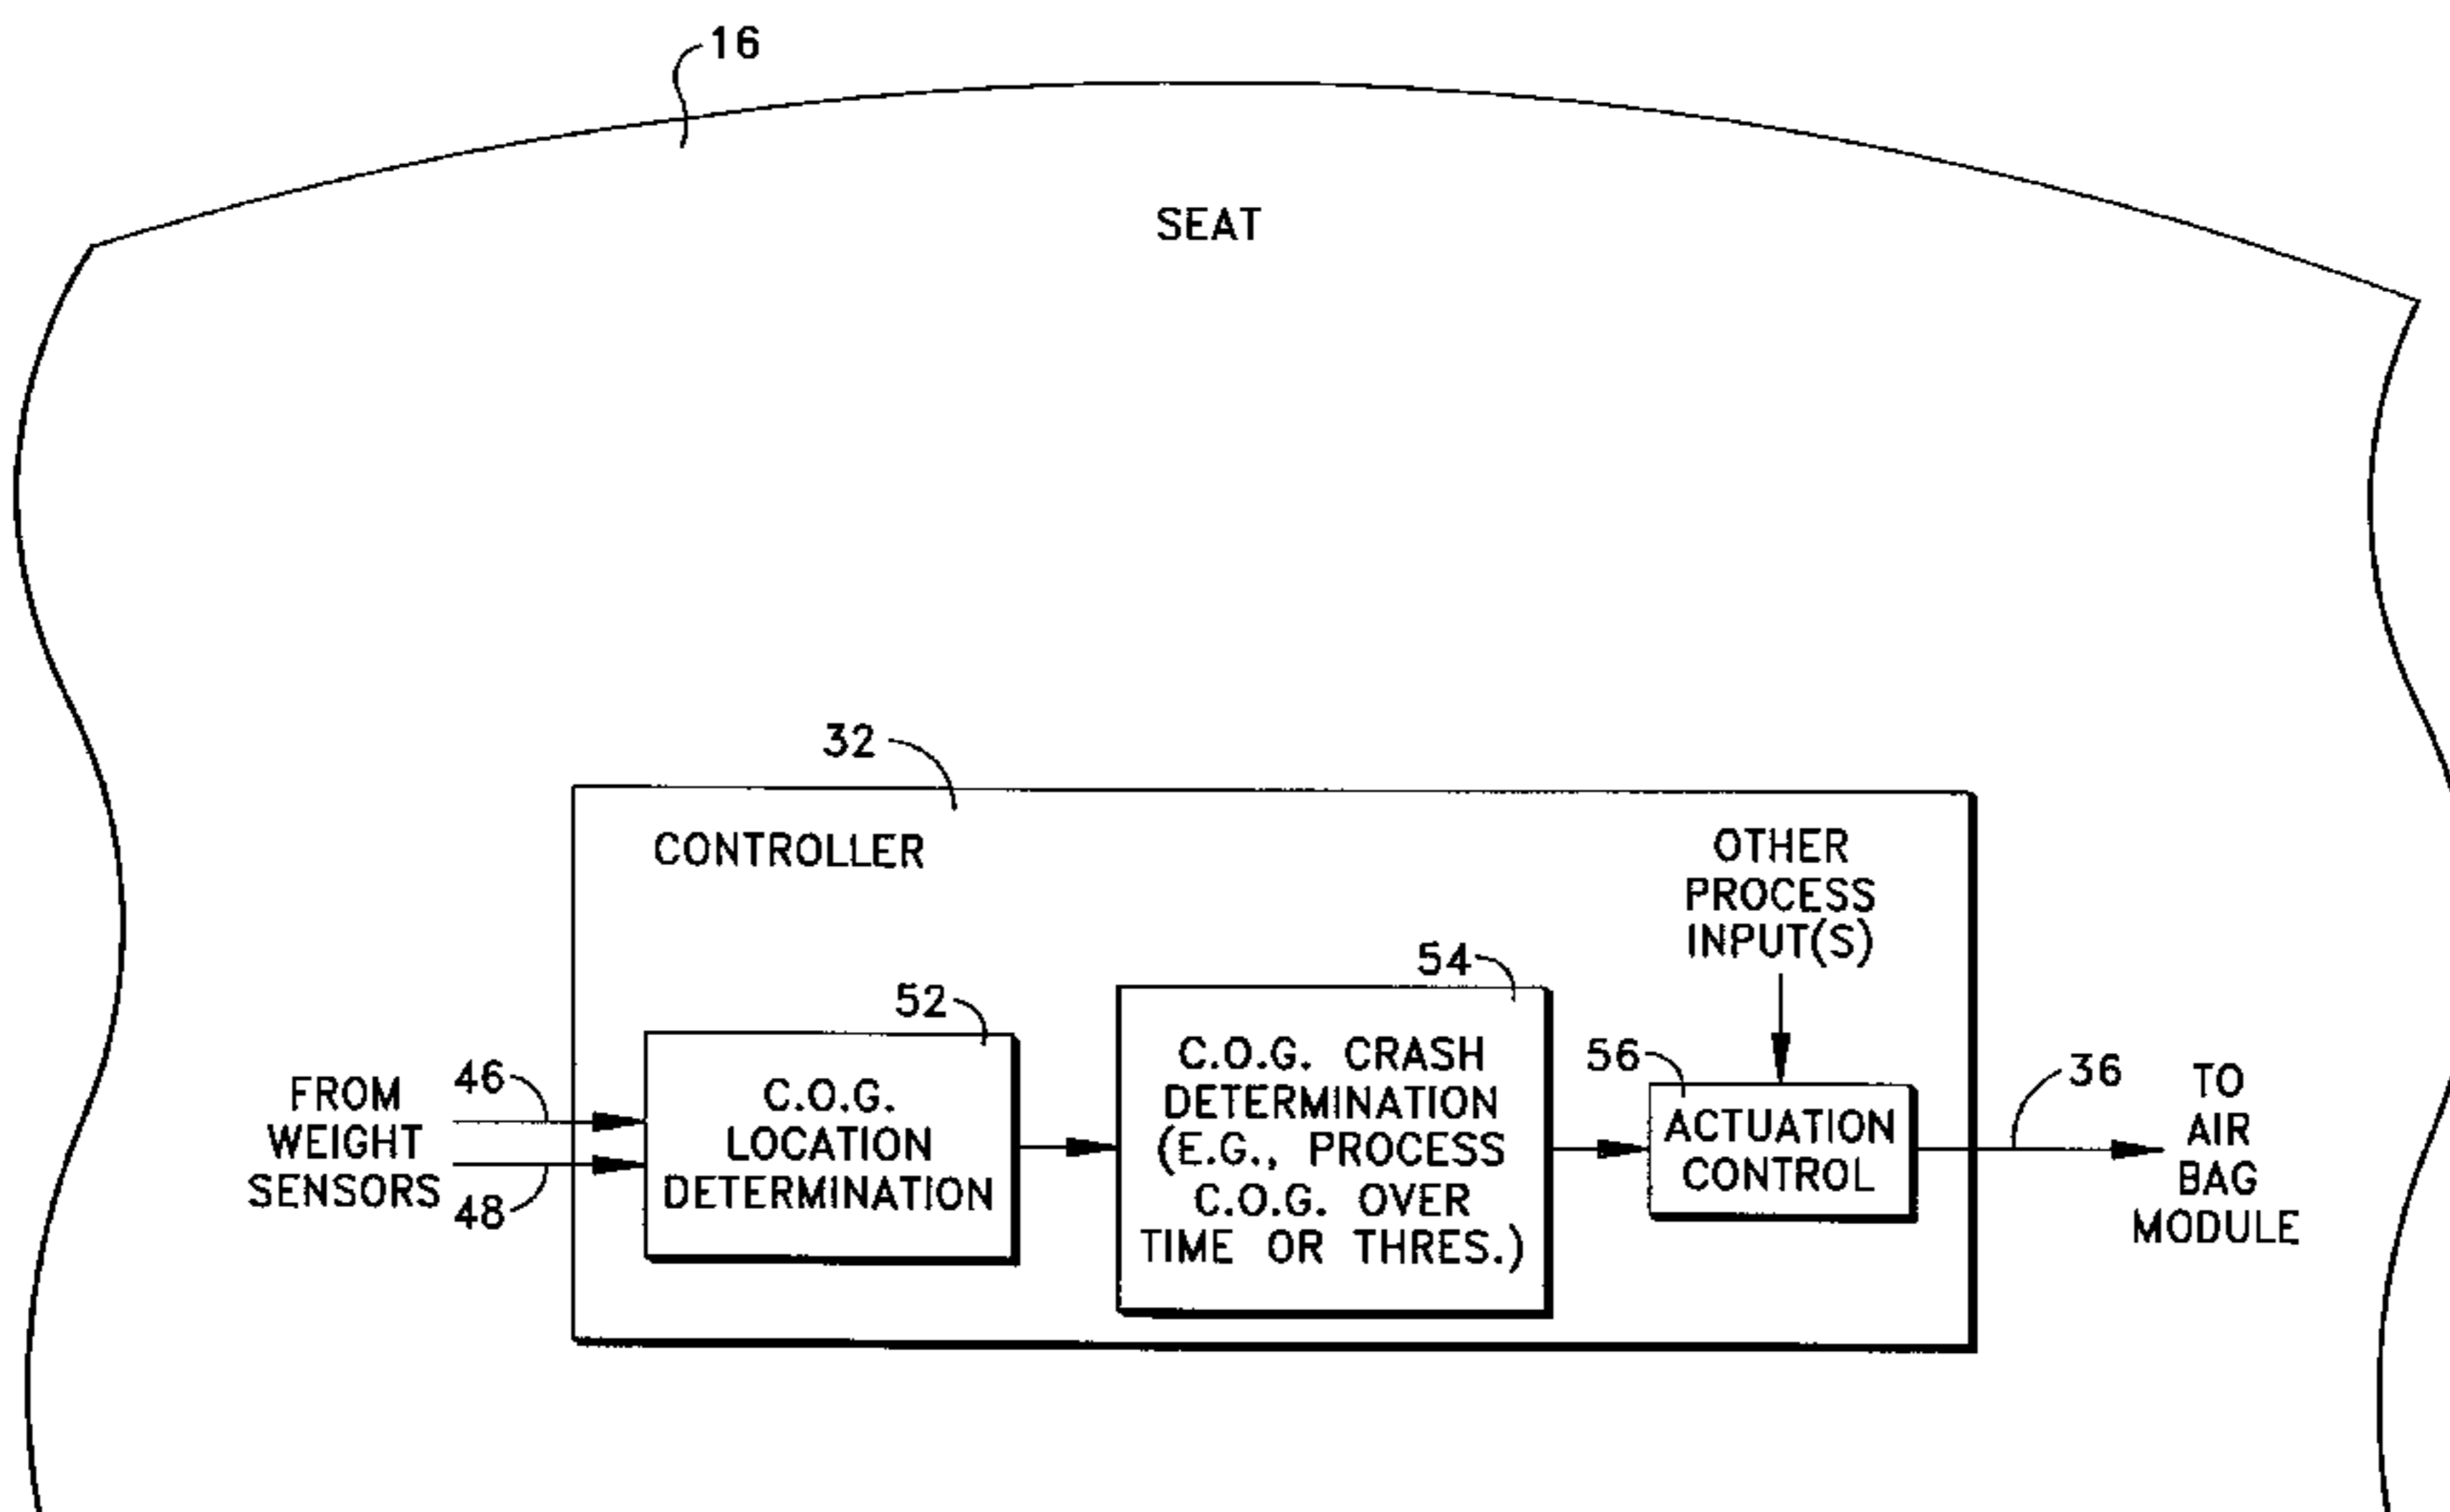 16
SEAT
32
CONTROLLER
OTHER
PROCESS
INPUT(S)
52
54
56
36
FROM
WEIGHT
SENSORS
46
48
C.O.G.
LOCATION
DETERMINATION
C.O.G. CRASH
DETERMINATION
(E.G., PROCESS
C.O.G. OVER
TIME OR THRES.)
ACTUATION
CONTROL
TO
AIR
BAG
MODULE